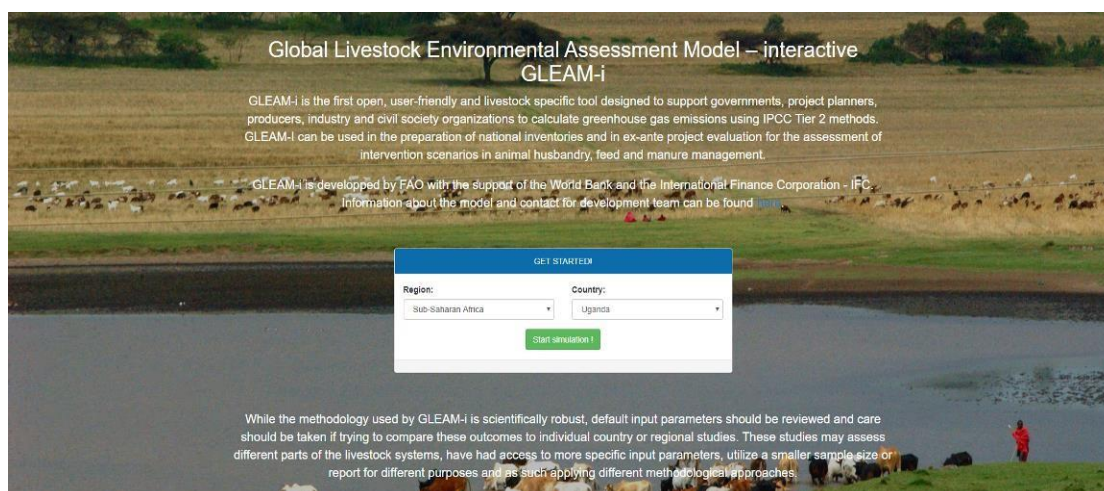 Global Livestock Environmental Assessment Model – interactive
GLEAM-i
GLEAM-i is the first open, user-friendly and livestock specific tool designed to support governments, project planners,
producers, industry and civil society organizations to calculate greenhouse gas emissions using IPCC Tier 2 methods.
GLEAM-i can be used in the preparation of national inventories and in ex-ante project evaluation for the assessment of
intervention scenarios in animal husbandry, feed and manure management.
GLEAM-i is developped by FAO with the support of the World Bank and the International Finance Corporation - IFC.
Information about the model and contact for development team can be found here
GET STARTED!
Region: Country:
Sub-Saharan Africa Uganda
Start simulation !
While the methodology used by GLEAM-i is scientifically robust, default input parameters should be reviewed and care
should be taken if trying to compare these outcomes to individual country or regional studies. These studies may assess
different parts of the livestock systems, have had access to more specific input parameters, utilize a smaller sample size or
report for different purposes and as such applying different methodological approaches.